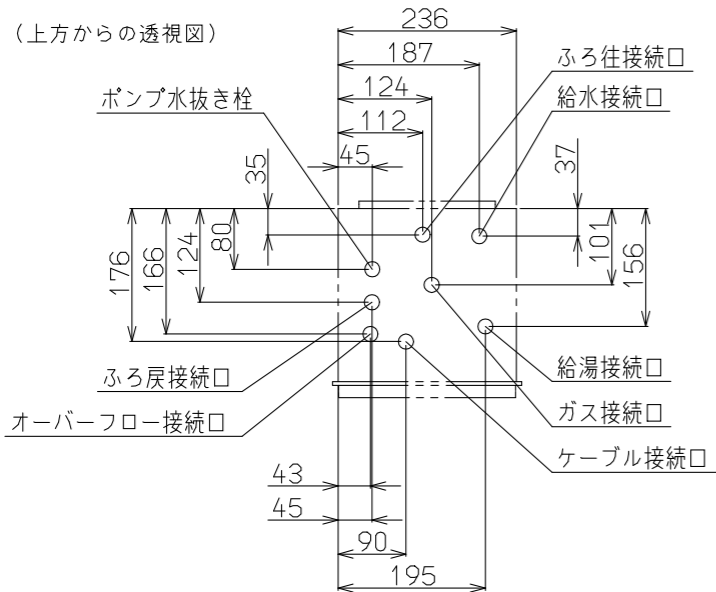 （上方からの透視図）
236
187
124
112
45
ふろ往接続口
給水接続口
ポンプ水抜き栓
35
37
176
166
124
80
101
156
ふろ戻接続口
オーバーフロー接続口
給湯接続口
ガス接続口
ケーブル接続口
43
45
90
195